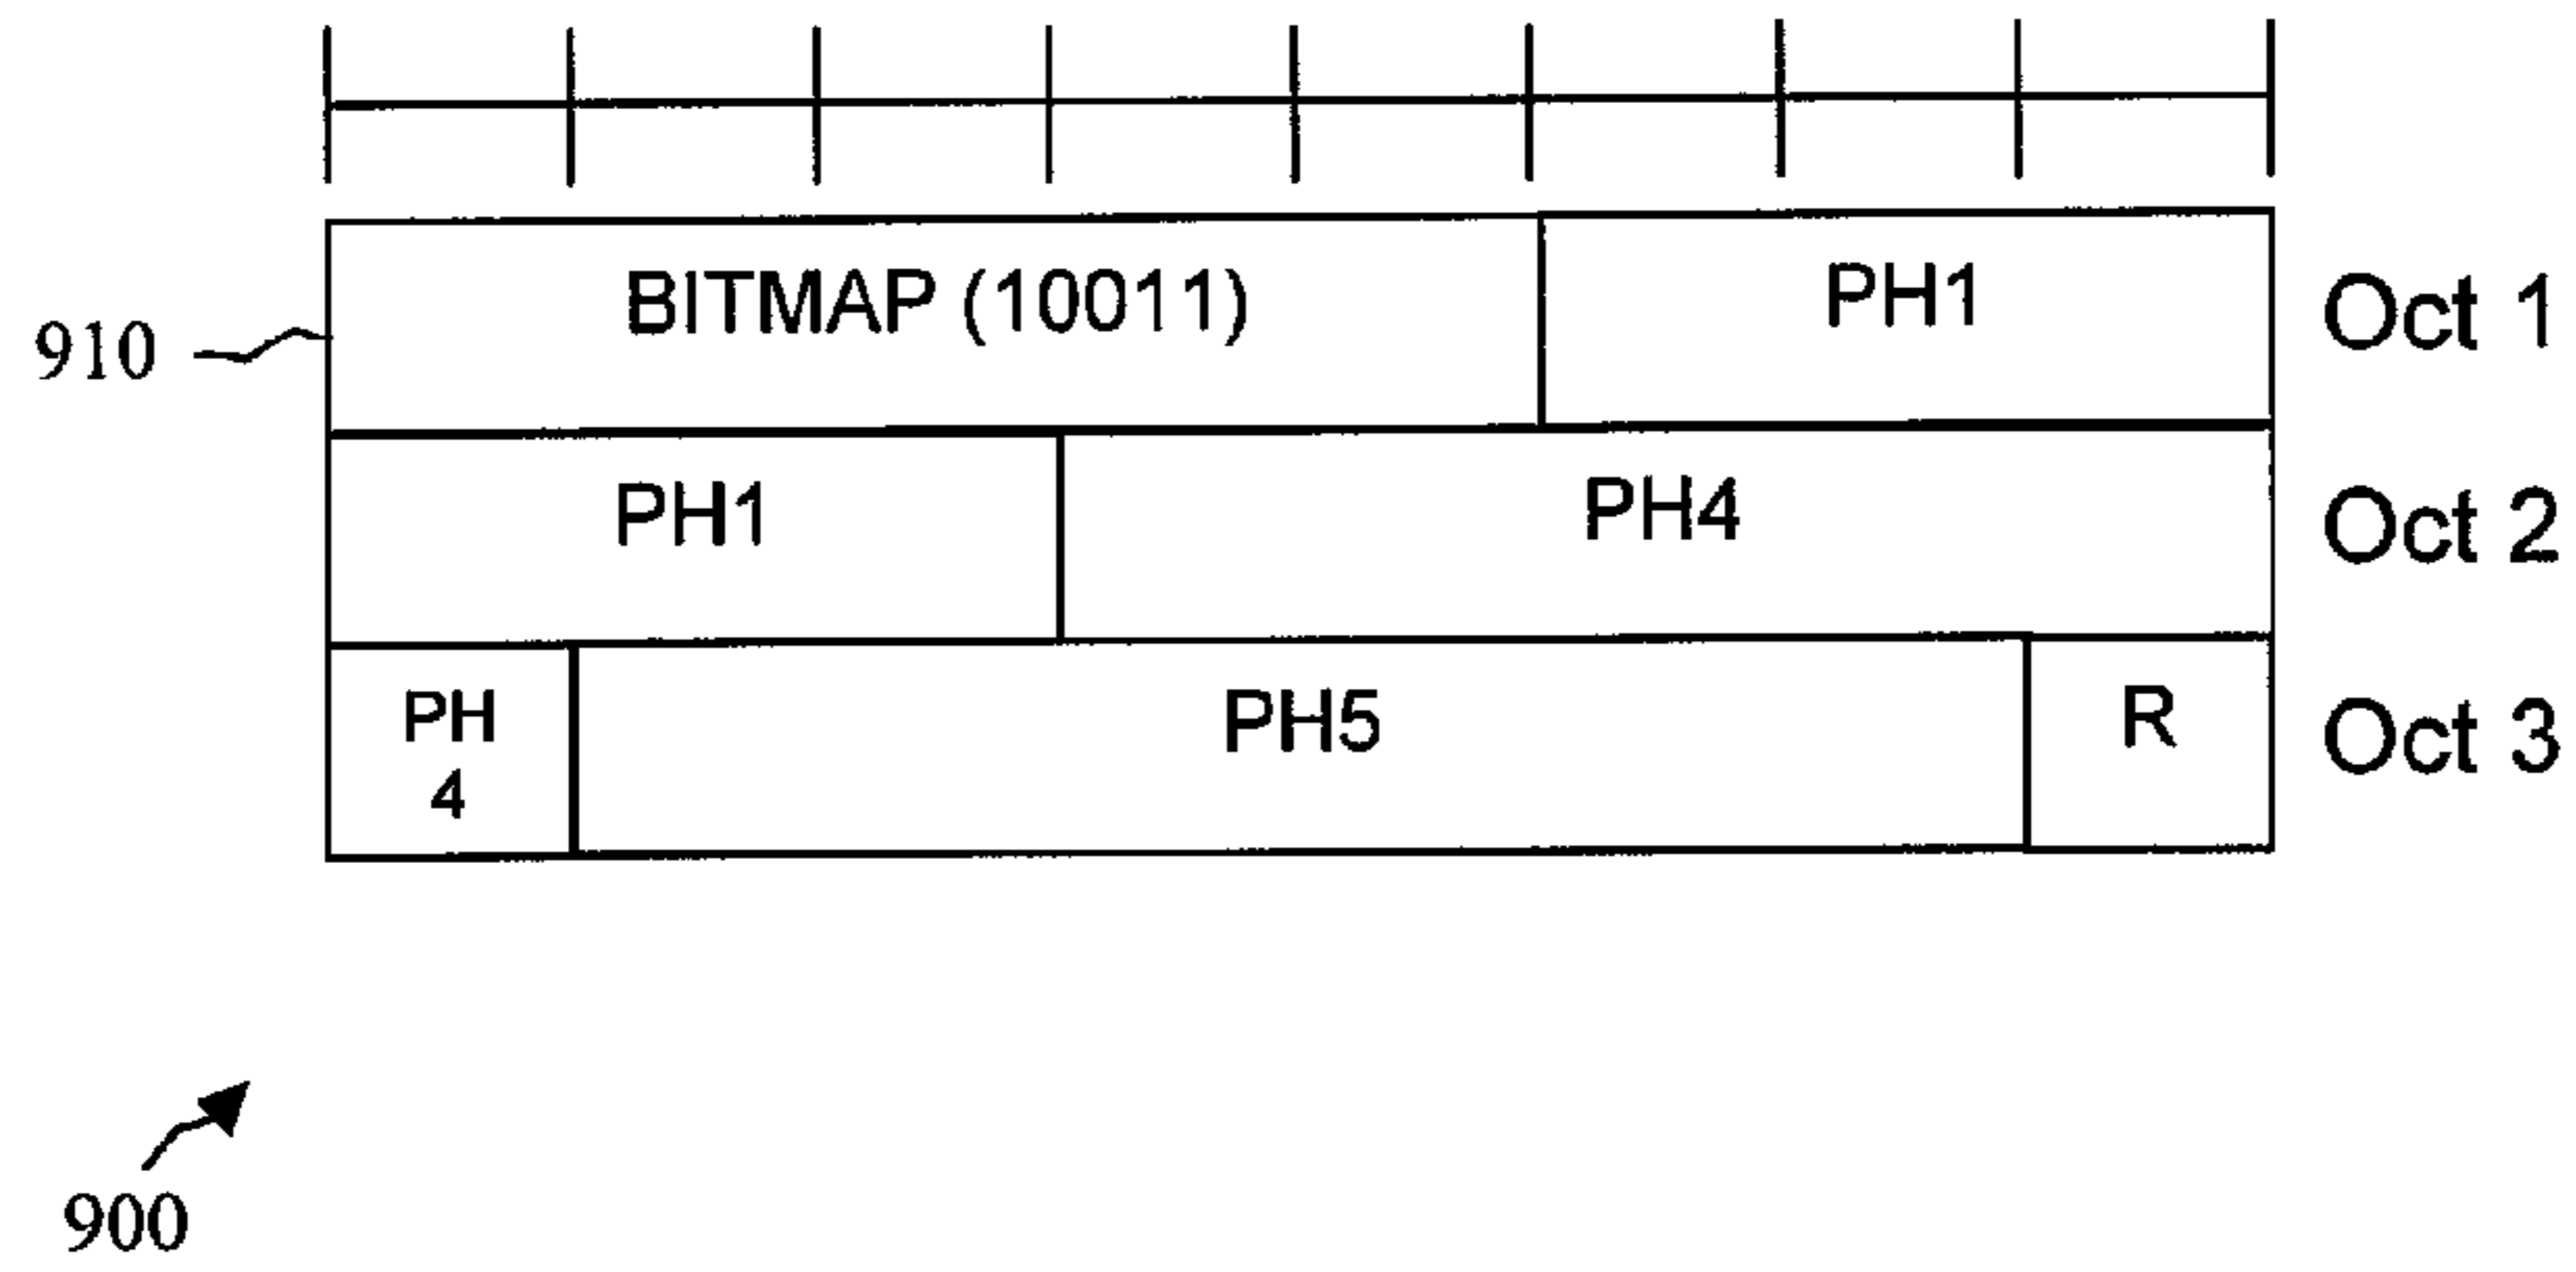 BITMAP (10011) PH1 Oct 1
910
PH1 PH4 Oct 2
PH PH5 R Oct 3
4
900